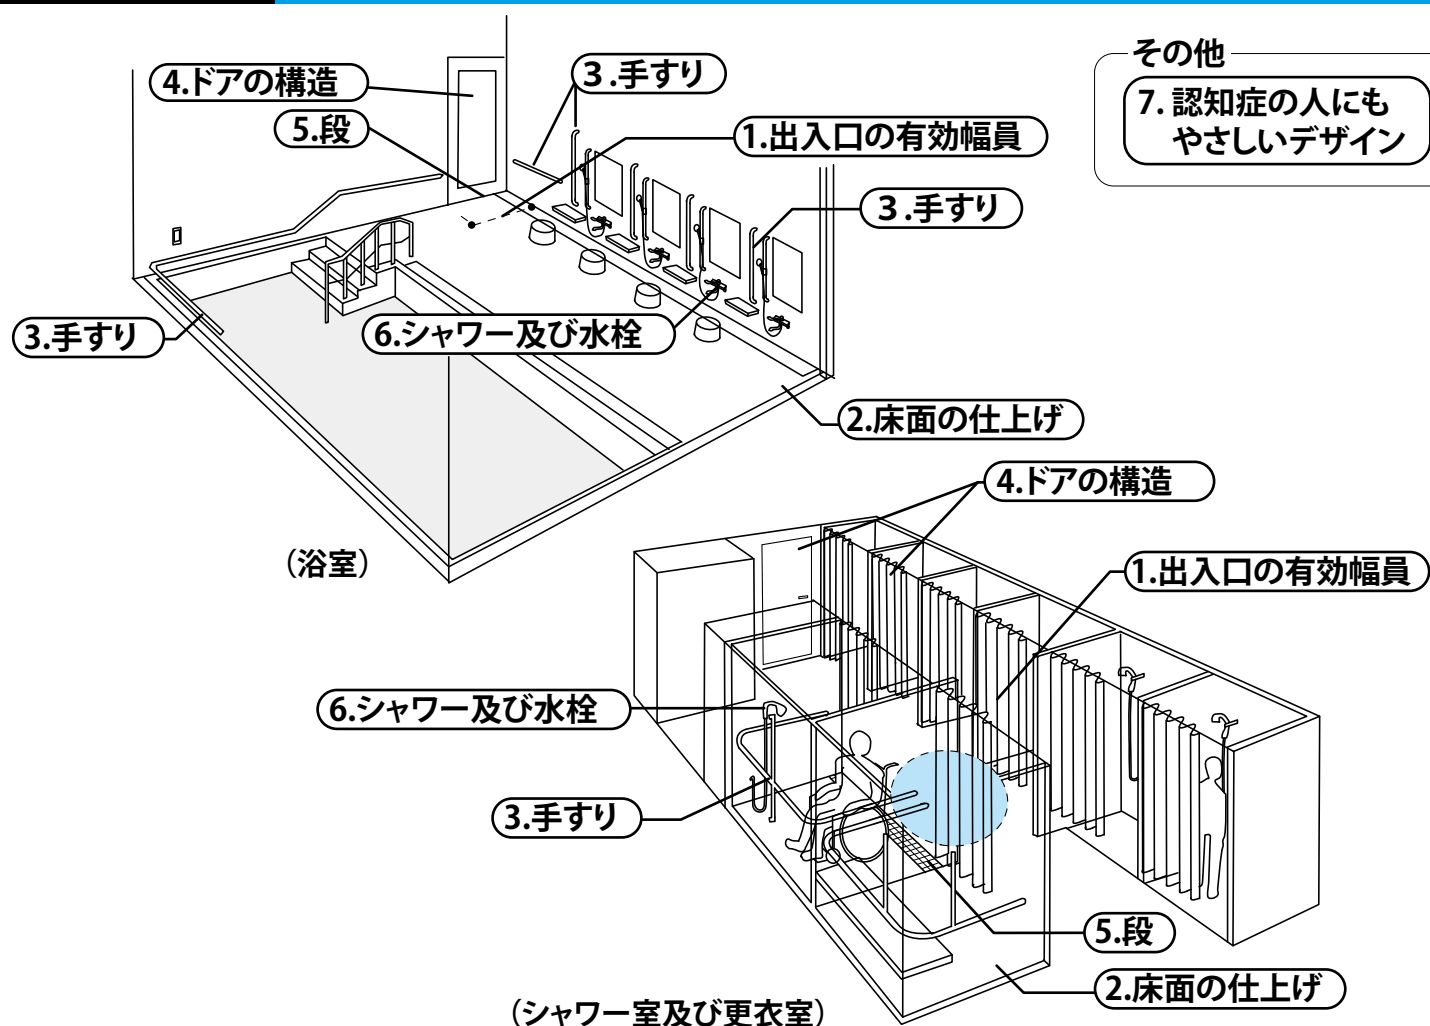 その他
7. 認知症の人にも
やさしいデザイン
4.ドアの構造
３.手すり
5.段
1.出入口の有効幅員
３.手すり
3.手すり
6.シャワー及び水栓
2.床面の仕上げ
（浴室）
4.ドアの構造
1.出入口の有効幅員
6.シャワー及び水栓
3.手すり
5.段
2.床面の仕上げ
（シャワー室及び更衣室）